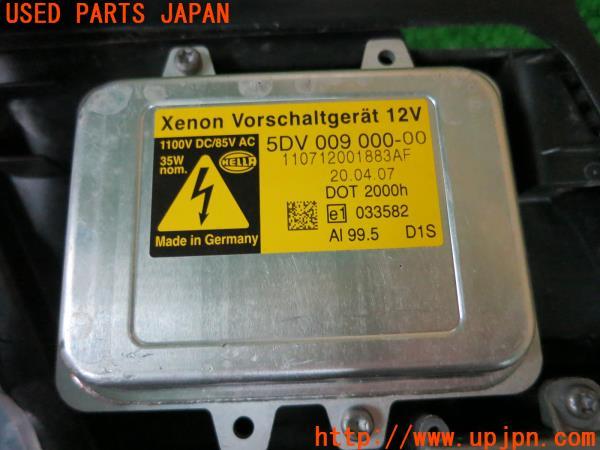 USED PARTS JAPAN
Xenon Vorschaltgerät 12V
1100V DC/85V AC
35W
nom.
HELLA
Made in Germany
5DV 009 000-00
110712001883AF
20.04.07
DOT 2000h
e1 033582
Al 99.5 D1S
http:
//www.upjpn.com/